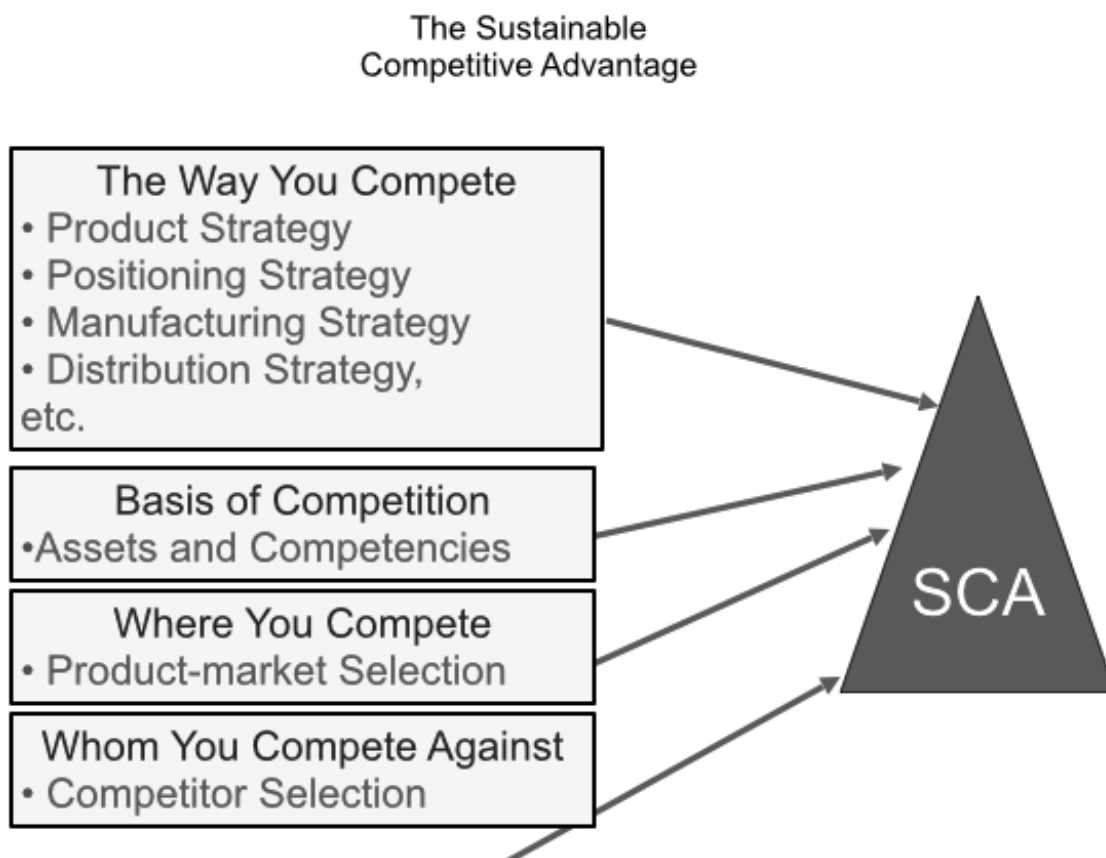 The Sustainable
Competitive Advantage
The Way You Compete
• Product Strategy
• Positioning Strategy
• Manufacturing Strategy
• Distribution Strategy,
etc.
Basis of Competition
•Assets and Competencies
Where You Compete
• Product-market Selection
Whom You Compete Against
• Competitor Selection
SCA